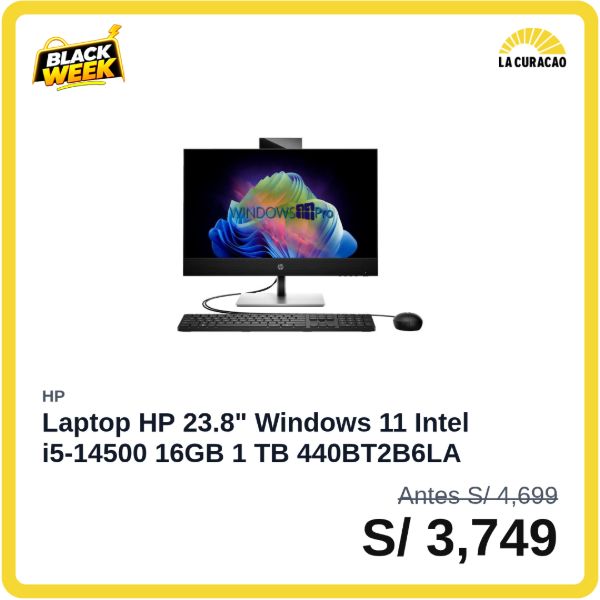 BLACK
WEEK
LA CURACAO
WINDOWS 11 Pro
hp
HP
Laptop HP 23.8" Windows 11 Intel
i5-14500 16GB 1 TB 440BT2B6LA
Antes S/ 4,699
S/ 3,749